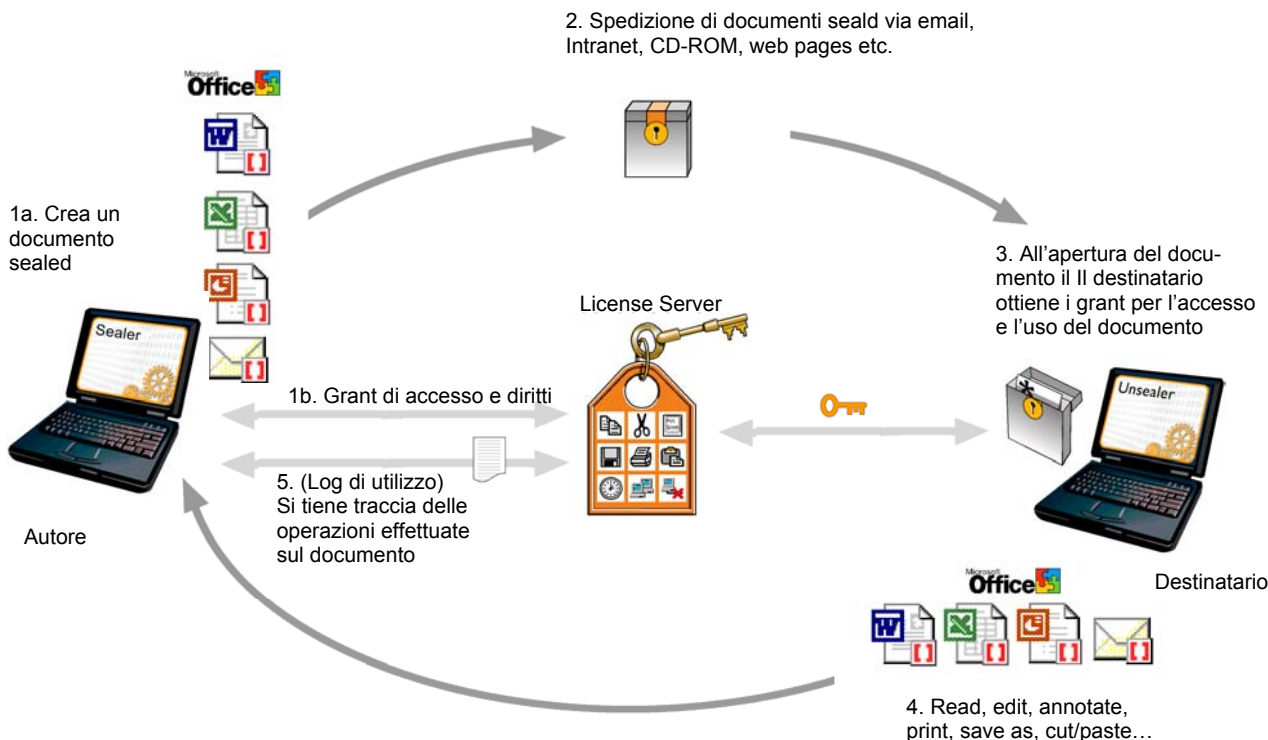 2. Spedizione di documenti seald via email,
Intranet, CD-ROM, web pages etc.
Microsoft
Office
W
1a. Crea un
documento
sealed
Sealer
3. All'apertura del docu-
mento il Il destinatario
ottiene i grant per l'accesso
e l'uso del documento
License Server
Unsealer
1b. Grant di accesso e diritti
5. (Log di utilizzo)
Si tiene traccia delle
operazioni effettuate
sul documento
Autore
Microsoft
Office
W
Destinatario
4. Read, edit, annotate,
print, save as, cut/paste…